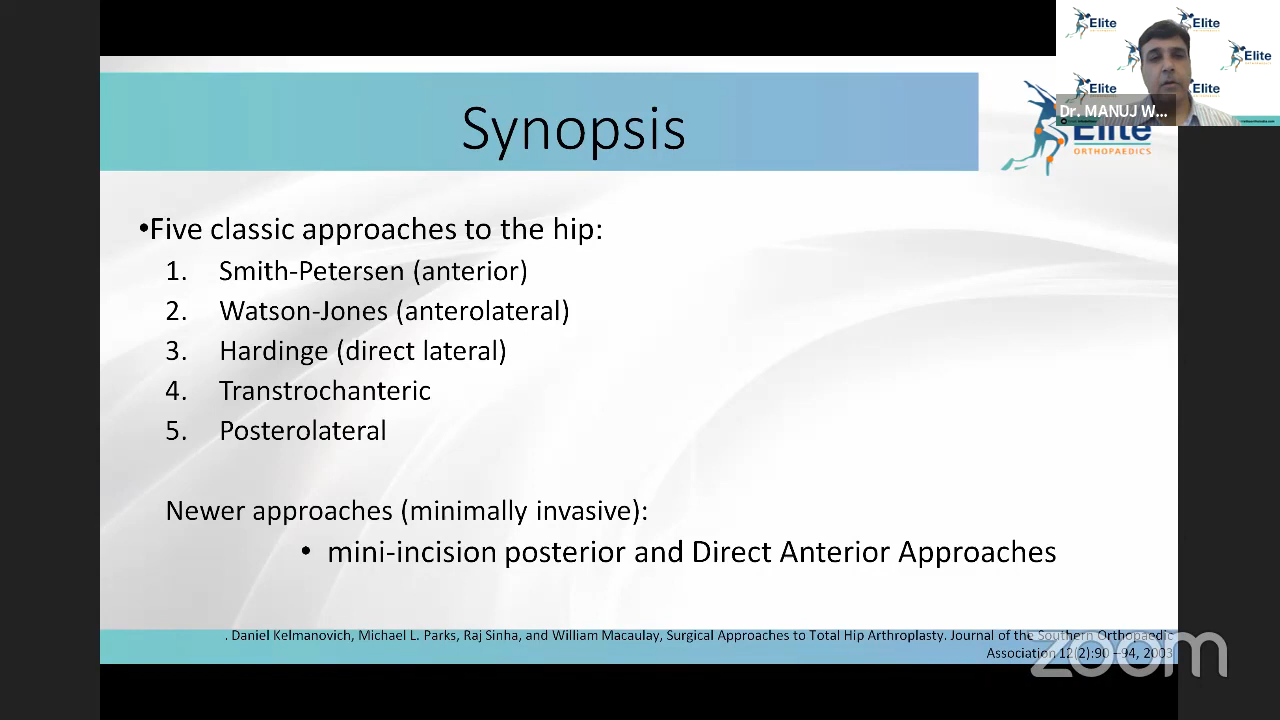 Synopsis
•Five classic approaches to the hip:
1. Smith-Petersen (anterior)
2. Watson-Jones (anterolateral)
3. Hardinge (direct lateral)
4. Transtrochanteric
5. Posterolateral
Newer approaches (minimally invasive):
• mini-incision posterior and Direct Anterior Approaches
. Daniel Kelmanovich, Michael L. Parks, Raj Sinha, and William Macaulay, Surgical Approaches to Total Hip Arthroplasty. Journal of the Southern Orthopaedic
Association 12(2):90 –94, 2003
Elite
Elite
Elite
Elite
Elite
Dr. MANUJ W...
Elite
ORTHOPAEDICS
zoom